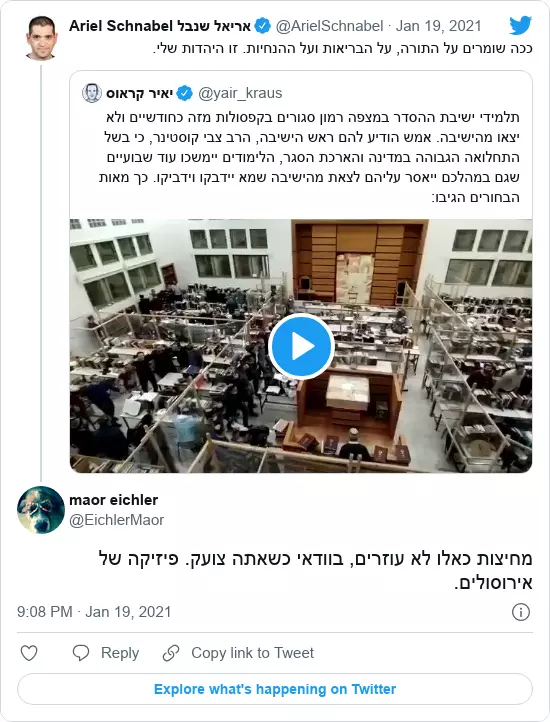 Ariel Schnabel אריאל שנבל @ArielSchnabel · Jan 19, 2021
ככה שומרים על התורה, על הבריאות ועל ההנחיות. זו היהדות שלי.
יאיר קראוס @yair_kraus
תלמידי ישיבת ההסדר במצפה רמון סגורים בקפסולות מזה כחודשיים ולא
יצאו מהישיבה. אמש הודיע להם ראש הישיבה, הרב צבי קוסטינר, כי בשל
התחלואה הגבוהה במדינה והארכת הסגר, הלימודים יימשכו עוד שבועיים
שגם במהלכם ייאסר עליהם לצאת מהישיבה שמא יידבקו וידביקו. כך מאות
הבחורים הגיבו:
maor eichler
@EichlerMaor
מחיצות כאלו לא עוזרים, בוודאי כשאתה צועק. פיזיקה של
אירוסולים.
9:08 PM · Jan 19, 2021
Reply Copy link to Tweet
Explore what's happening on Twitter